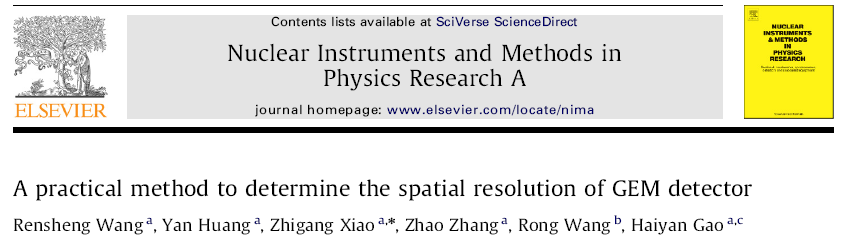 Contents lists available at SciVerse ScienceDirect
Nuclear Instruments and Methods in
Physics Research A
journal homepage: www.elsevier.com/locate/nima
ELSEVIER
NUCLEAR
INSTRUMENTS
& METHODS
IN
PHYSICS
RESEARCH
A practical method to determine the spatial resolution of GEM detector
Rensheng Wang a, Yan Huang a, Zhigang Xiao a,*, Zhao Zhang a, Rong Wang b, Haiyan Gao a,c